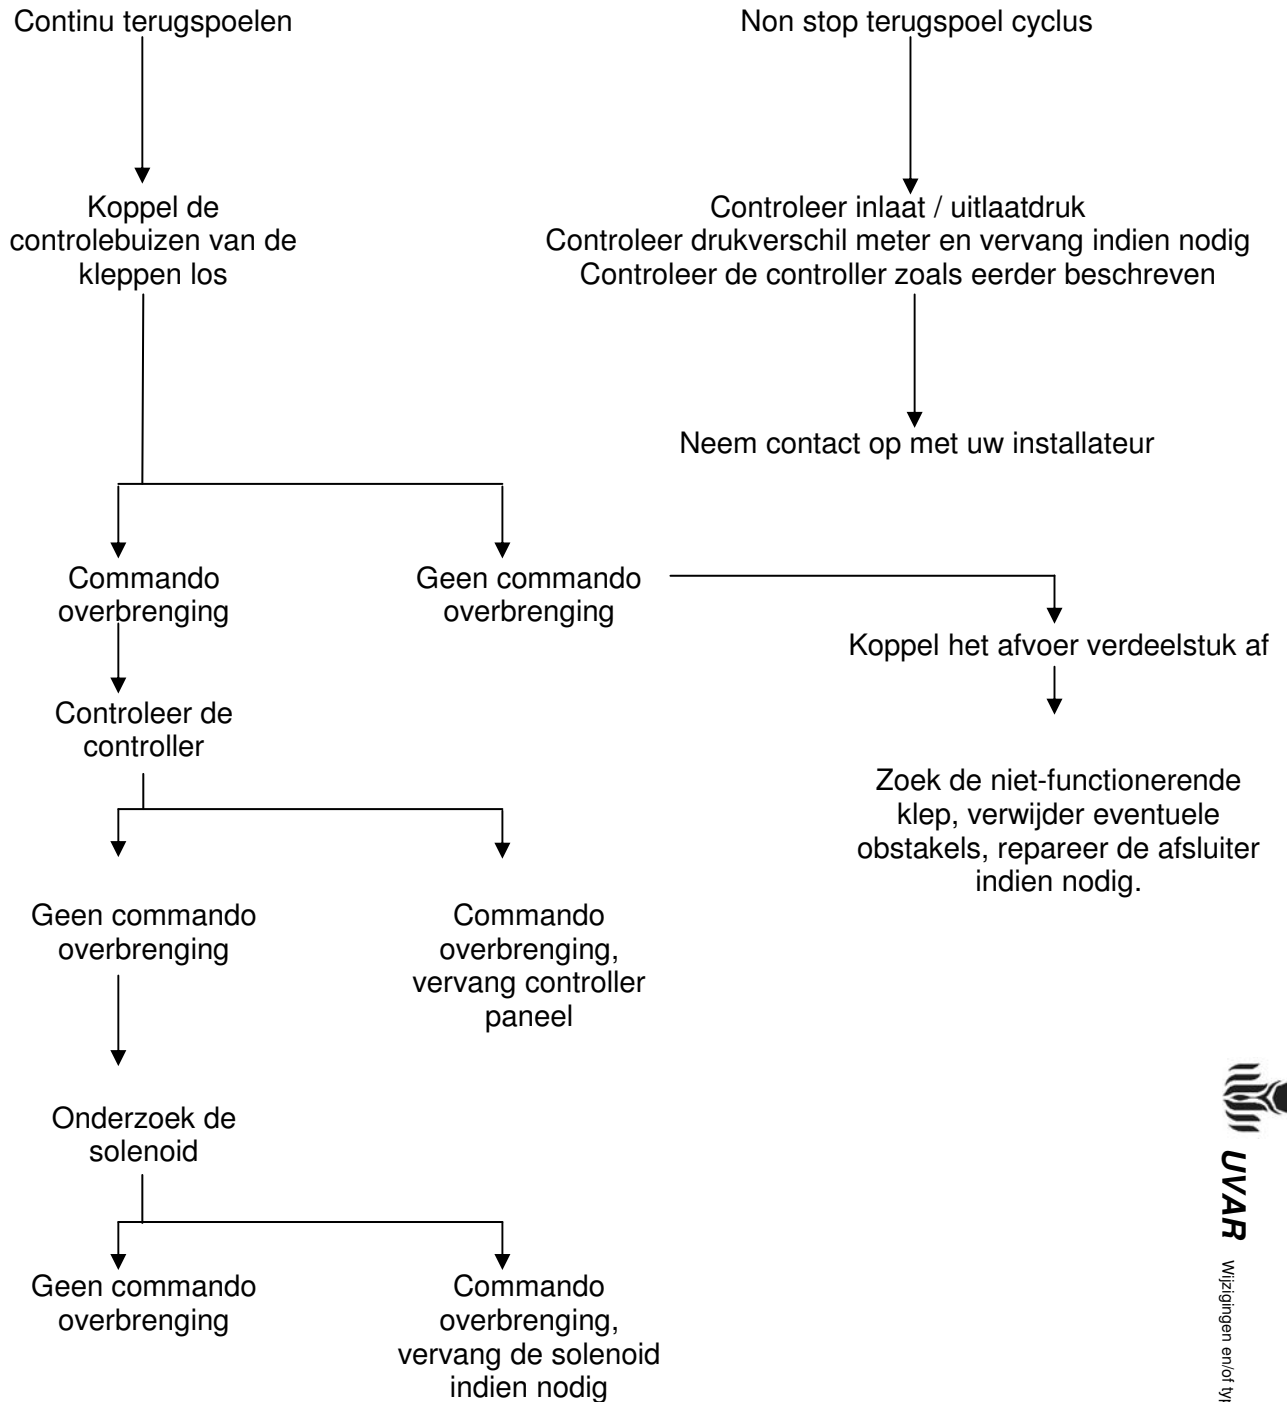 Continu terugspoelen
Non stop terugspoel cyclus
Koppel de
controlebuizen van de
kleppen los
Controleer inlaat / uitlaatdruk
Controleer drukverschil meter en vervang indien nodig
Controleer de controller zoals eerder beschreven
Neem contact op met uw installateur
Commando
overbrenging
Geen commando
overbrenging
Koppel het afvoer verdeelstuk af
Controleer de
controller
Zoek de niet-functionerende
klep, verwijder eventuele
obstakels, repareer de afsluiter
indien nodig.
Geen commando
overbrenging
Commando
overbrenging,
vervang controller
paneel
Onderzoek de
solenoid
Geen commando
overbrenging
Commando
overbrenging,
vervang de solenoid
indien nodig
UVAR Wijzigingen en/of